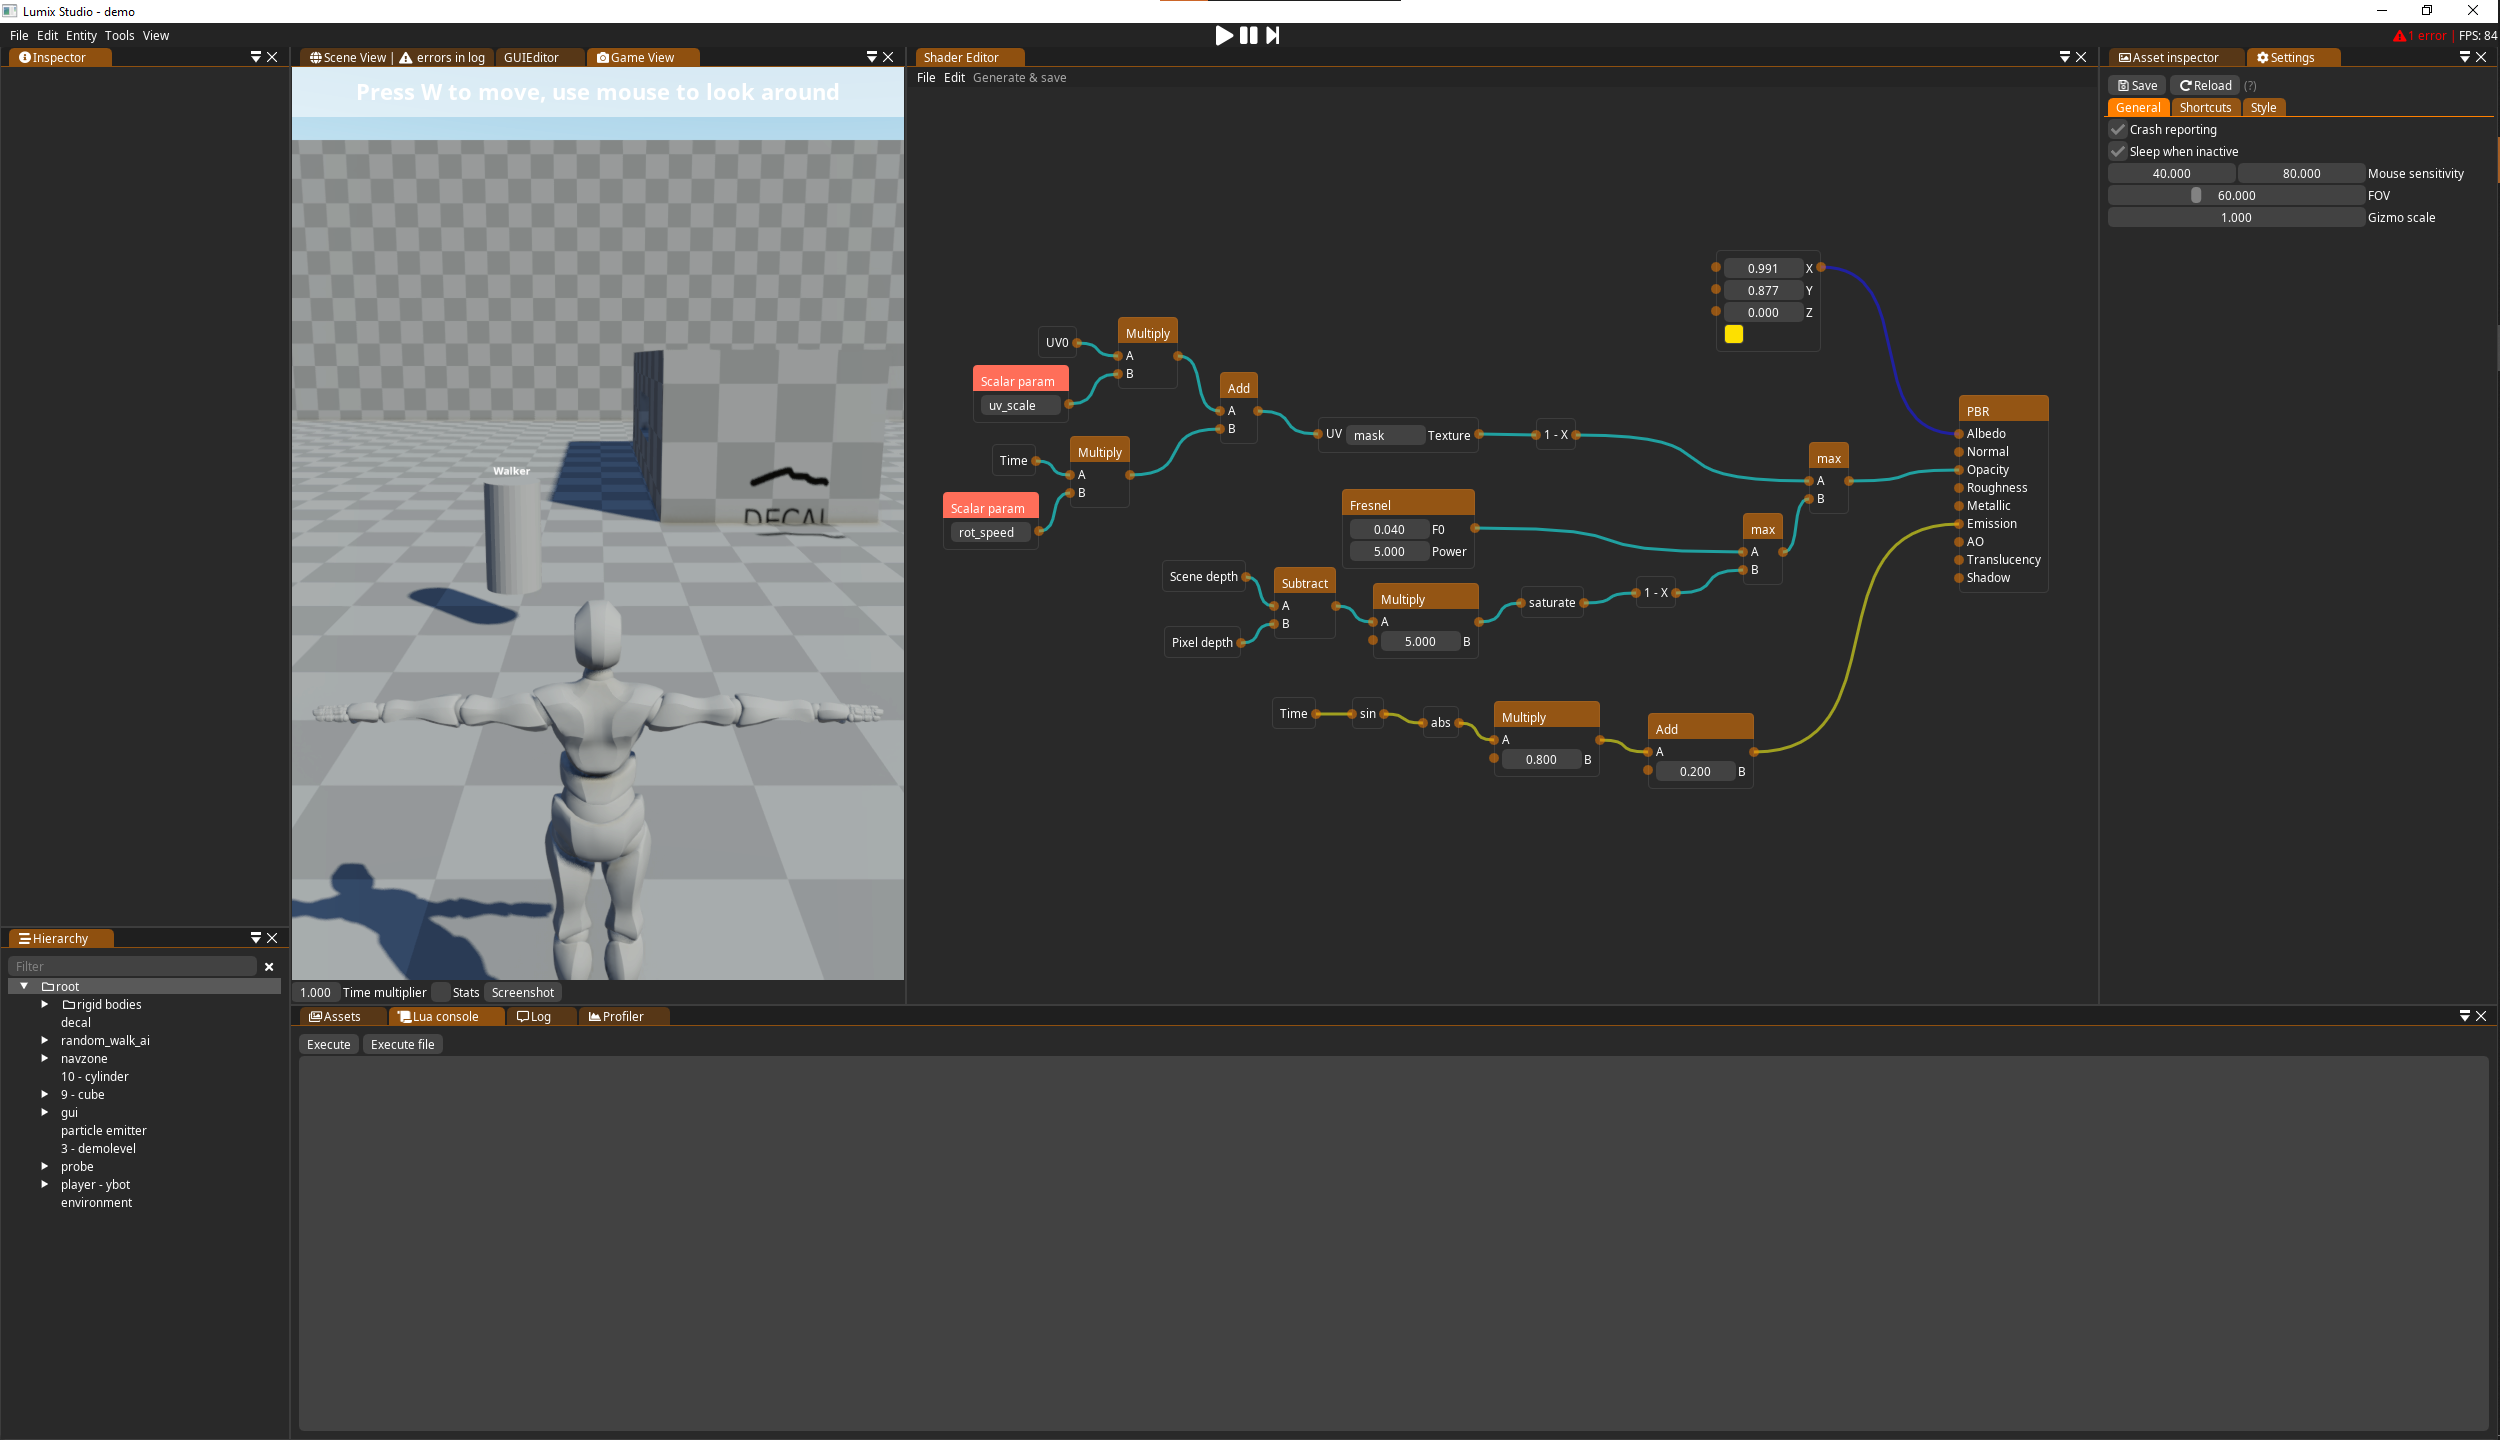 Lumix Studio - demo
File Edit Entity Tools View
1 error | FPS: 84
Inspector
Scene View | errors in log GUIEditor Game View
Press W to move, use mouse to look around
Walker
DECAL
1.000 Time multiplier Stats Screenshot
Shader Editor
File Edit Generate & save
0.991 X
0.877 Y
0.000 Z
UV0
Multiply
A
B
Scalar param
uv_scale
Add
A
B
Time
Multiply
A
B
Scalar param
rot_speed
UV mask Texture
1 - X
Fresnel
0.040 F0
5.000 Power
Scene depth
Subtract
A
B
Pixel depth
Multiply
A
5.000 B
saturate
1 - X
max
A
B
max
A
B
PBR
Albedo
Normal
Opacity
Roughness
Metallic
Emission
AO
Translucency
Shadow
Time
sin
abs
Multiply
A
0.800 B
Add
A
0.200 B
Asset inspector Settings
Save Reload (?)
General Shortcuts Style
Crash reporting
Sleep when inactive
40.000 80.000 Mouse sensitivity
60.000 FOV
1.000 Gizmo scale
Hierarchy
Filter
root
rigid bodies
decal
random_walk_ai
navzone
10 - cylinder
9 - cube
gui
particle emitter
3 - demolevel
probe
player - ybot
environment
Assets Lua console Log Profiler
Execute Execute file